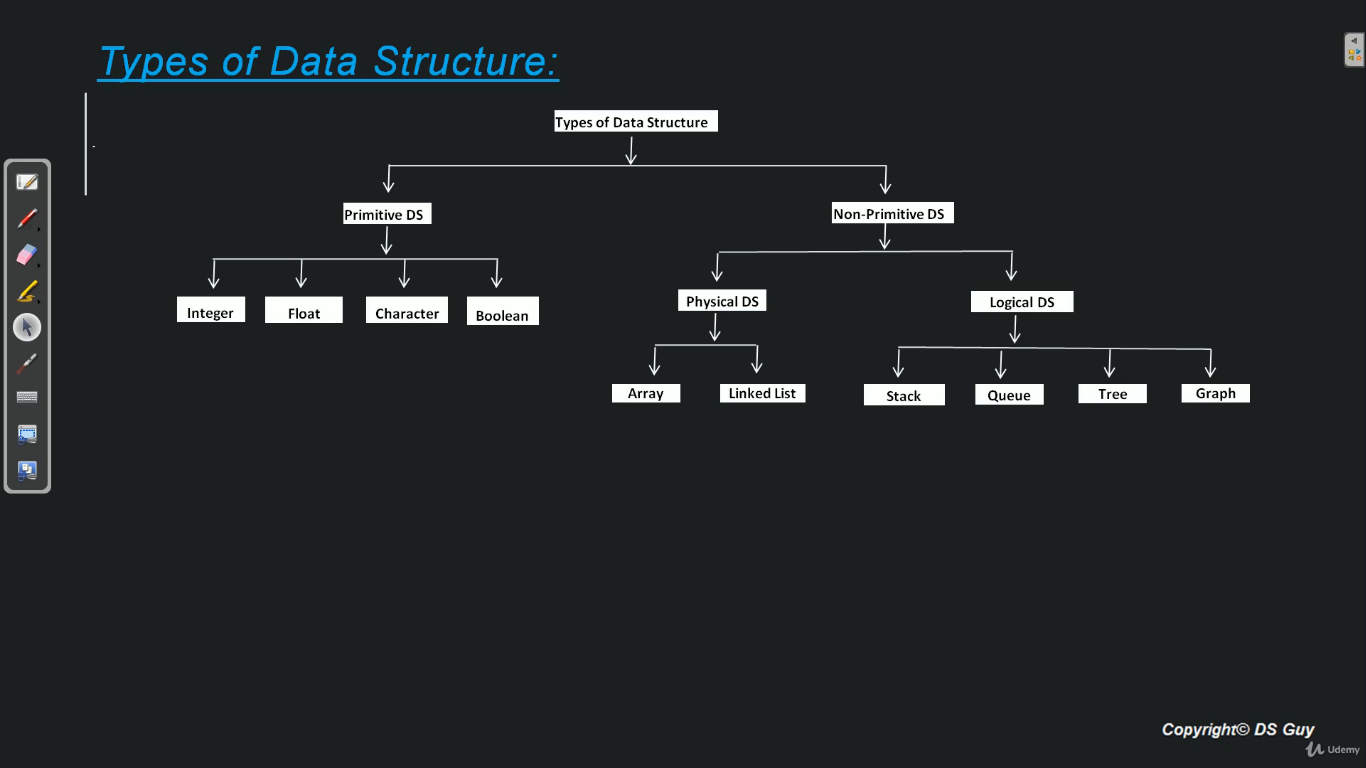 Types of Data Structure:
Types of Data Structure
Primitive DS
Non-Primitive DS
Integer
Float
Character
Boolean
Physical DS
Logical DS
Array
Linked List
Stack
Queue
Tree
Graph
Copyright© DS Guy
Udemy